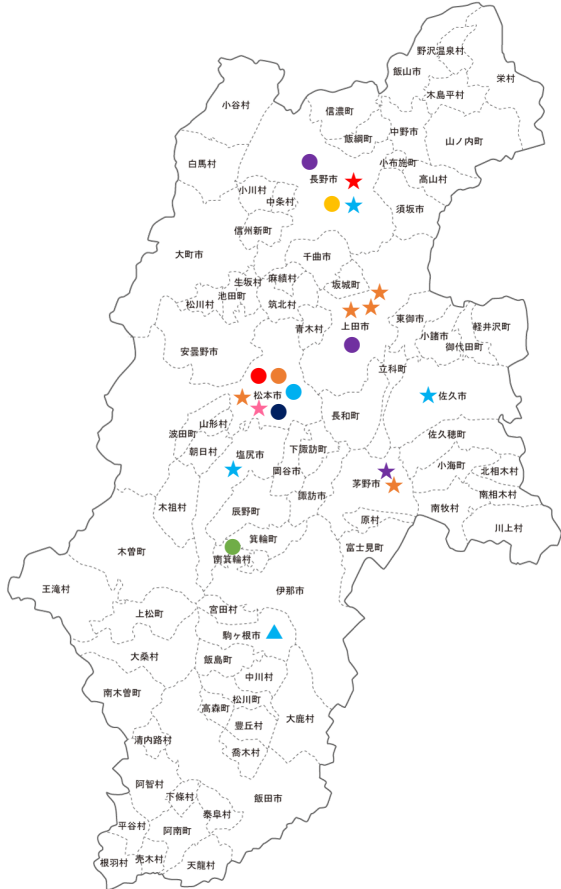 野沢温泉村
飯山市
栄村
木島平村
小谷村
信濃町
中野市
飯綱町
山ノ内町
白馬村
小布施町
長野市
高山村
小川村
中条村
須坂市
信州新町
大町市
千曲市
麻績村
生坂村
坂城町
池田町
松川村
筑北村
東御市
上田市
青木村
軽井沢町
小諸市
御代田町
安曇野市
立科町
松本市
佐久市
長和町
山形村
波田町
佐久穂町
下諏訪町
朝日村
塩尻市
小海町
岡谷市
北相木村
茅野市
諏訪市
南相木村
木祖村
辰野町
南牧村
原村
川上村
箕輪町
富士見町
木曽町
南箕輪村
王滝村
伊那市
上松町
宮田村
駒ヶ根市
大桑村
飯島町
中川村
南木曽町
松川町
高森町
大鹿村
豊丘村
清内路村
喬木村
阿智村
下條村
飯田市
泰阜村
平谷村
阿南町
売木村
根羽村
天龍村